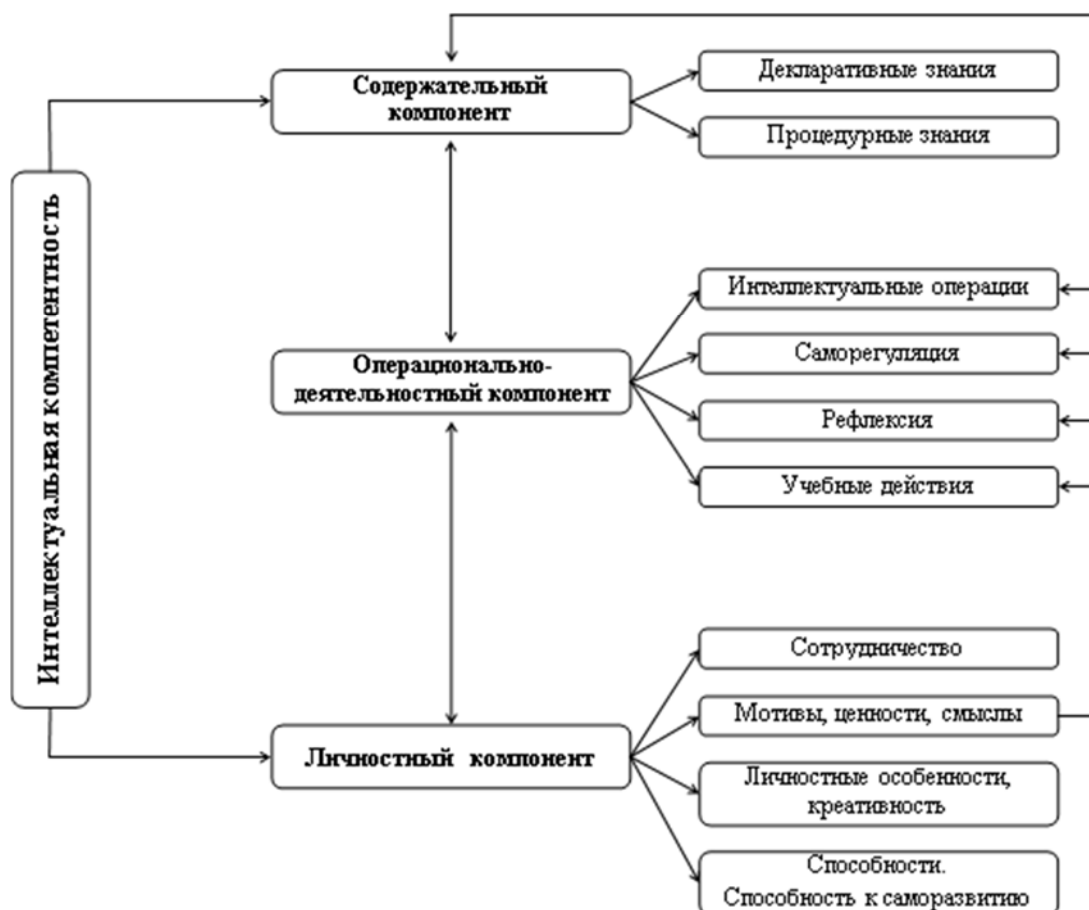 Интеллектуальная компетентность
Содержательный
компонент
Декларативные знания
Процедурные знания
Операционально-
деятельностный компонент
Интеллектуальные операции
Саморегуляция
Рефлексия
Учебные действия
Личностный компонент
Сотрудничество
Мотивы, ценности, смыслы
Личностные особенности,
креативность
Способности.
Способность к саморазвитию